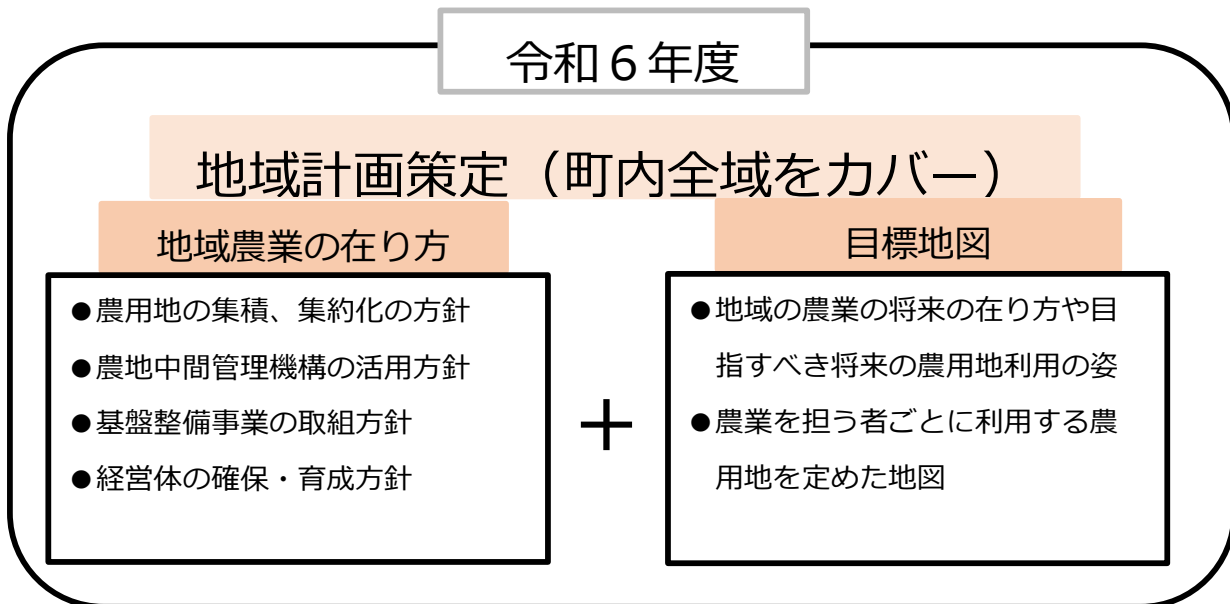 令和６年度
地域計画策定（町内全域をカバー）
地域農業の在り方
●農用地の集積、集約化の方針
●農地中間管理機構の活用方針
●基盤整備事業の取組方針
●経営体の確保・育成方針
＋
目標地図
●地域の農業の将来の在り方や目
指すべき将来の農用地利用の姿
●農業を担う者ごとに利用する農
用地を定めた地図